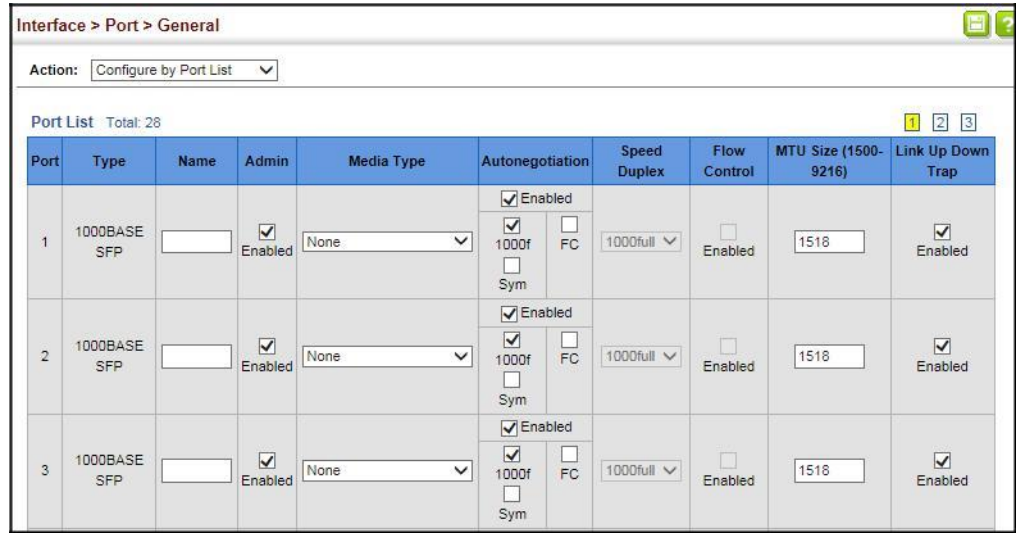 Interface > Port > General
?
Action: Configure by Port List
Port List Total: 28
1 2 3
Port Type Name Admin Media Type Autonegotiation Speed Duplex Flow Control MTU Size (1500-9216) Link Up Down Trap
Enabled
1 1000BASE SFP Enabled None 1000f FC 1000full Enabled 1518 Enabled
Sym
Enabled
2 1000BASE SFP Enabled None 1000f FC 1000full Enabled 1518 Enabled
Sym
Enabled
3 1000BASE SFP Enabled None 1000f FC 1000full Enabled 1518 Enabled
Sym